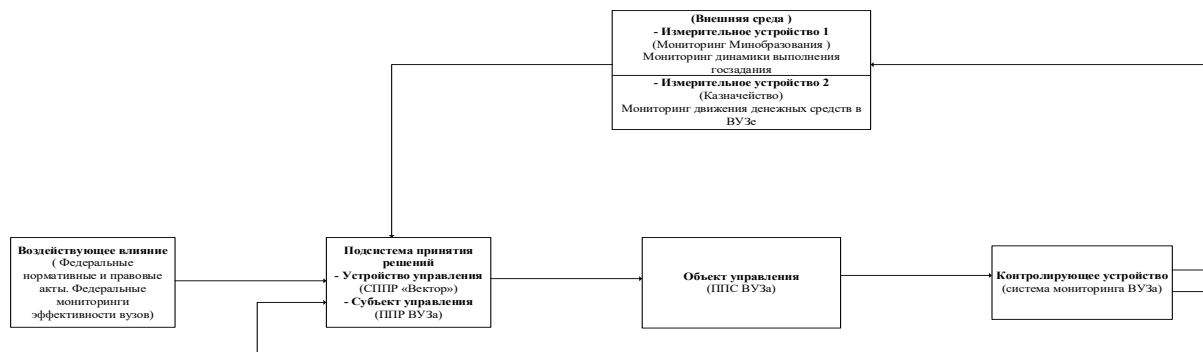 (Внешняя среда )
- Измерительное устройство 1
(Мониторинг Минобразования )
Мониторинг динамики выполнения
госзадания
- Измерительное устройство 2
(Казначейство)
Мониторинг движения денежных средств в
ВУЗе
Воздействующее влияние
( Федеральные
нормативные и правовые
акты. Федеральные
мониторинги
эффективности вузов)
Подсистема принятия
решений
- Устройство управления
(СППР «Вектор»)
- Субъект управления
(ППР ВУЗа)
Объект управления
(ППС ВУЗа)
Контролирующее устройство
(система мониторинга ВУЗа)